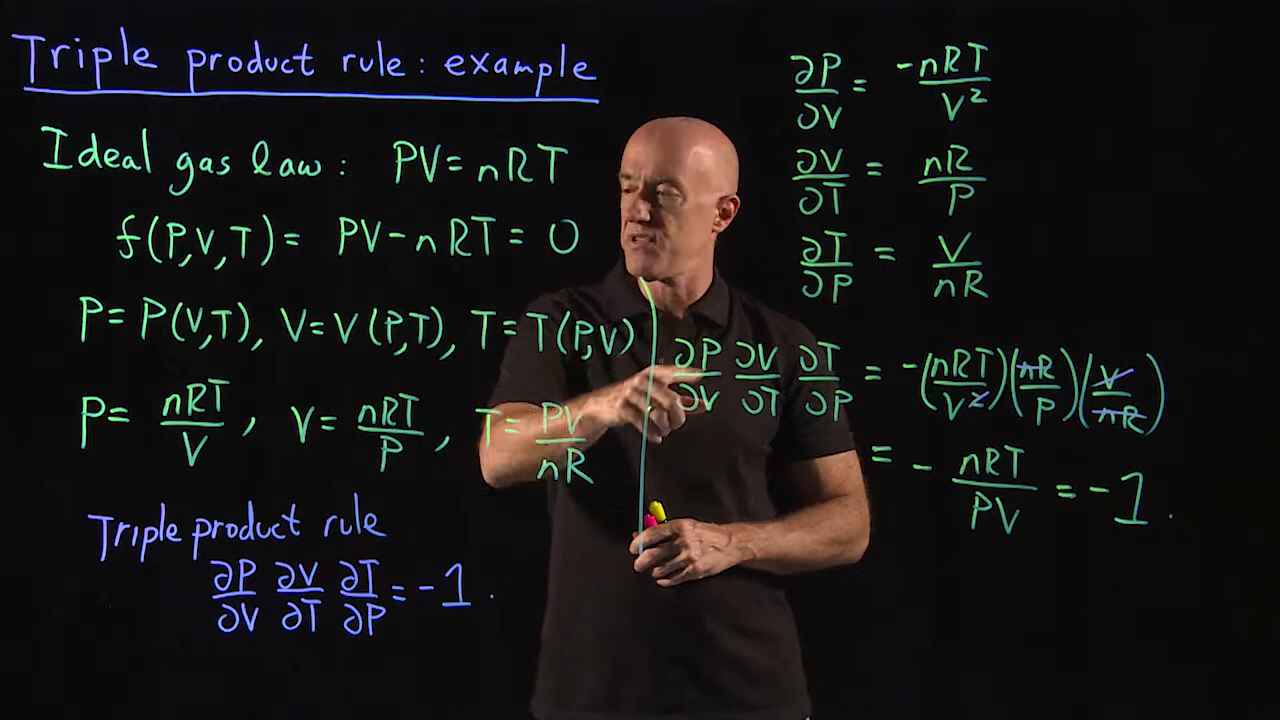 Triple product rule: example
Ideal gas law: PV = nRT
f(P,V,T) = PV - nRT = 0
P = P(V,T), V = V(P,T), T = T(P,V)
P = nRT/V, V = nRT/P, T = PV/nR
Triple product rule
∂P/∂V ∂V/∂T ∂T/∂P = -1.
∂P/∂V = -nRT/V²
∂V/∂T = nR/P
∂T/∂P = V/nR
∂P/∂V ∂V/∂T ∂T/∂P = -(nRT/V²)(nR/P)(V/nR)
= - nRT/PV = -1.